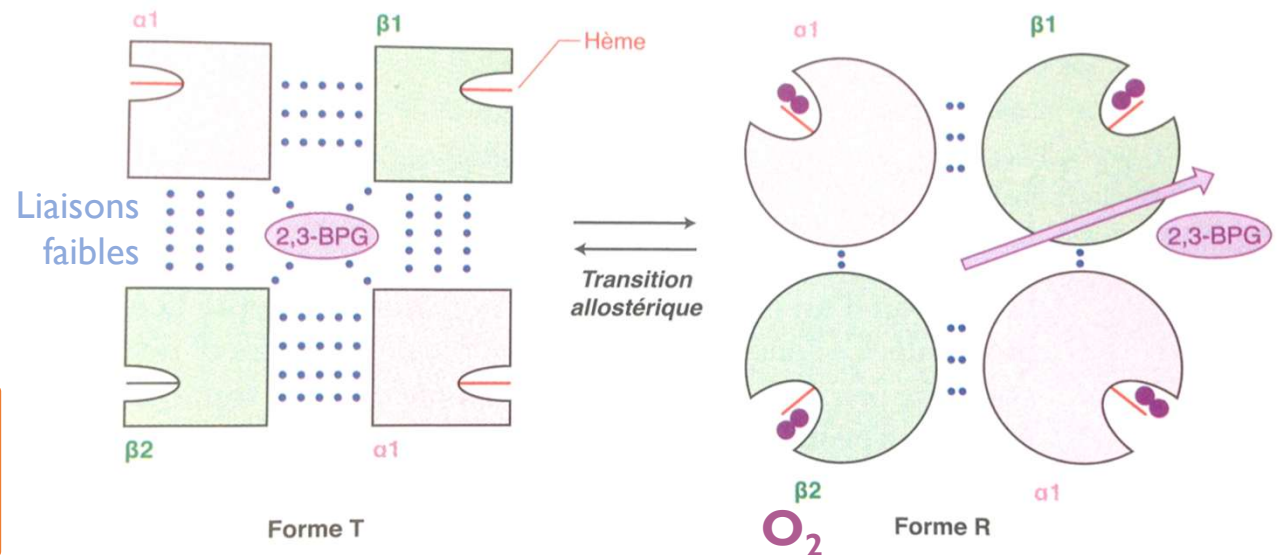 α1
β1
Hème
Liaisons
faibles
2,3-BPG
β2
α1
Forme T
Transition
allostérique
α1
β1
2,3-BPG
β2
α1
O₂
Forme R